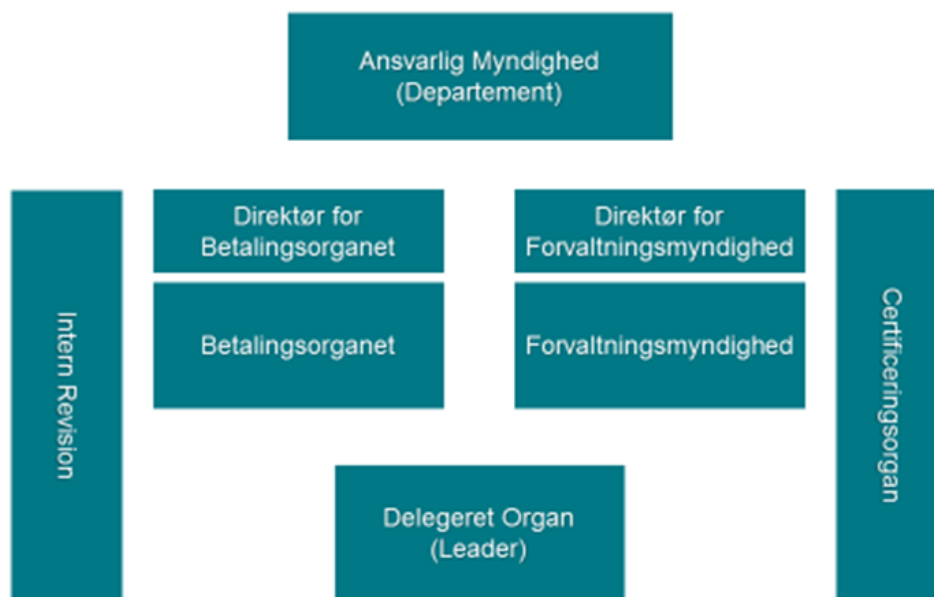 Ansvarlig Myndighed
(Departement)
Intern Revision
Direktør for
Betalingsorganet
Direktør for
Forvaltningsmyndighed
Betalingsorganet
Forvaltningsmyndighed
Certificeringsorgan
Delegeret Organ
(Leader)